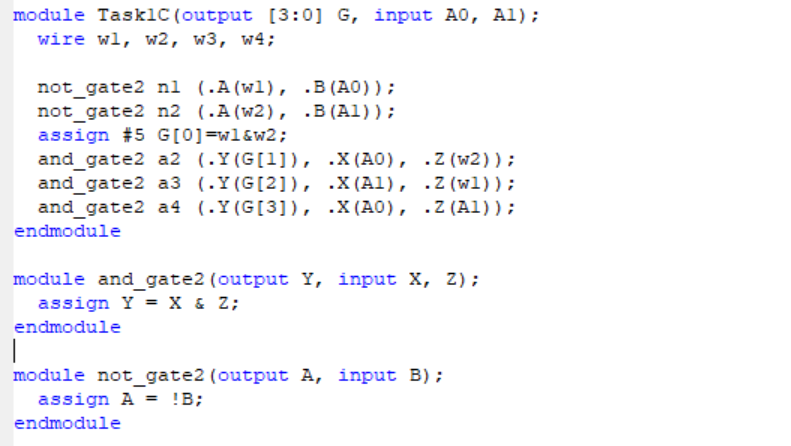 module Task1C(output [3:0] G, input A0, A1);
  wire w1, w2, w3, w4;

  not_gate2 n1 (.A(w1), .B(A0));
  not_gate2 n2 (.A(w2), .B(A1));
  assign #5 G[0]=w1&w2;
  and_gate2 a2 (.Y(G[1]), .X(A0), .Z(w2));
  and_gate2 a3 (.Y(G[2]), .X(A1), .Z(w1));
  and_gate2 a4 (.Y(G[3]), .X(A0), .Z(A1));
endmodule

module and_gate2(output Y, input X, Z);
  assign Y = X & Z;
endmodule

module not_gate2(output A, input B);
  assign A = !B;
endmodule